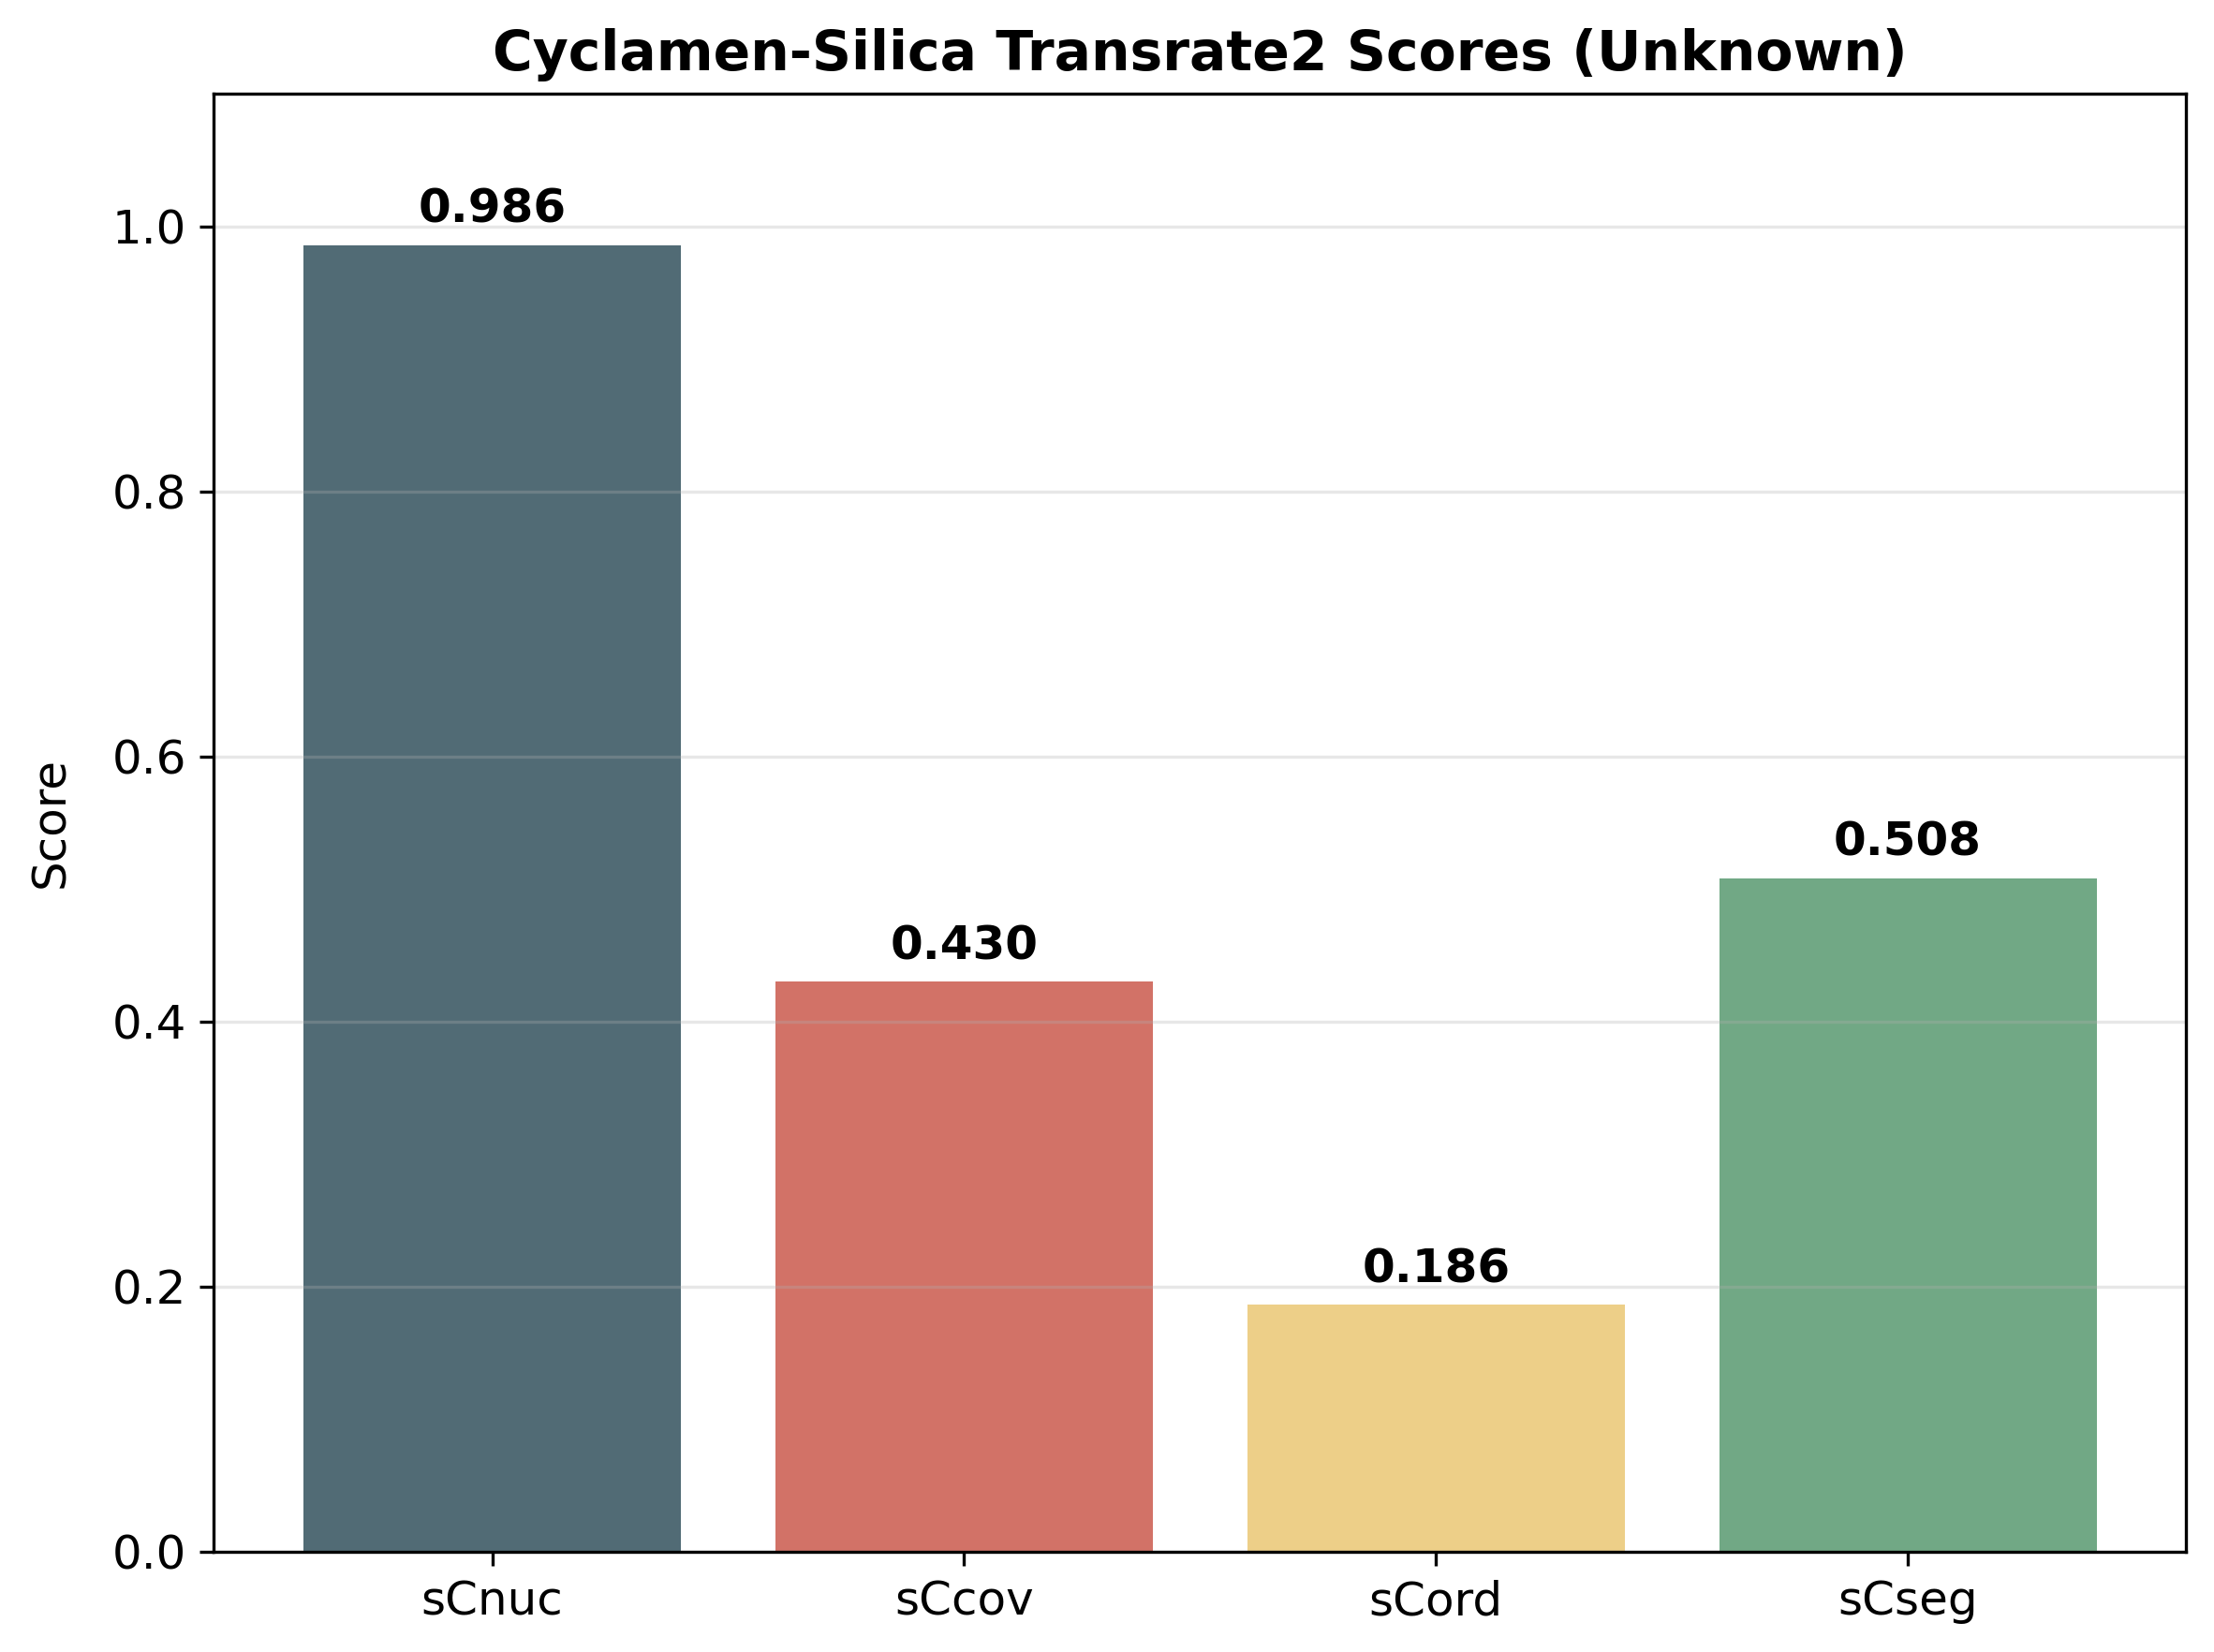 Cyclamen-Silica Transrate2 Scores (Unknown)
Score
1.0
0.8
0.6
0.4
0.2
0.0
0.986
0.430
0.186
0.508
sCnuc
sCcov
sCord
sCseg